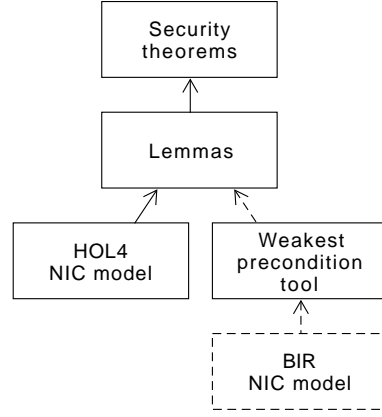 Security
theorems
Lemmas
HOL4
NIC model
Weakest
precondition
tool
BIR
NIC model